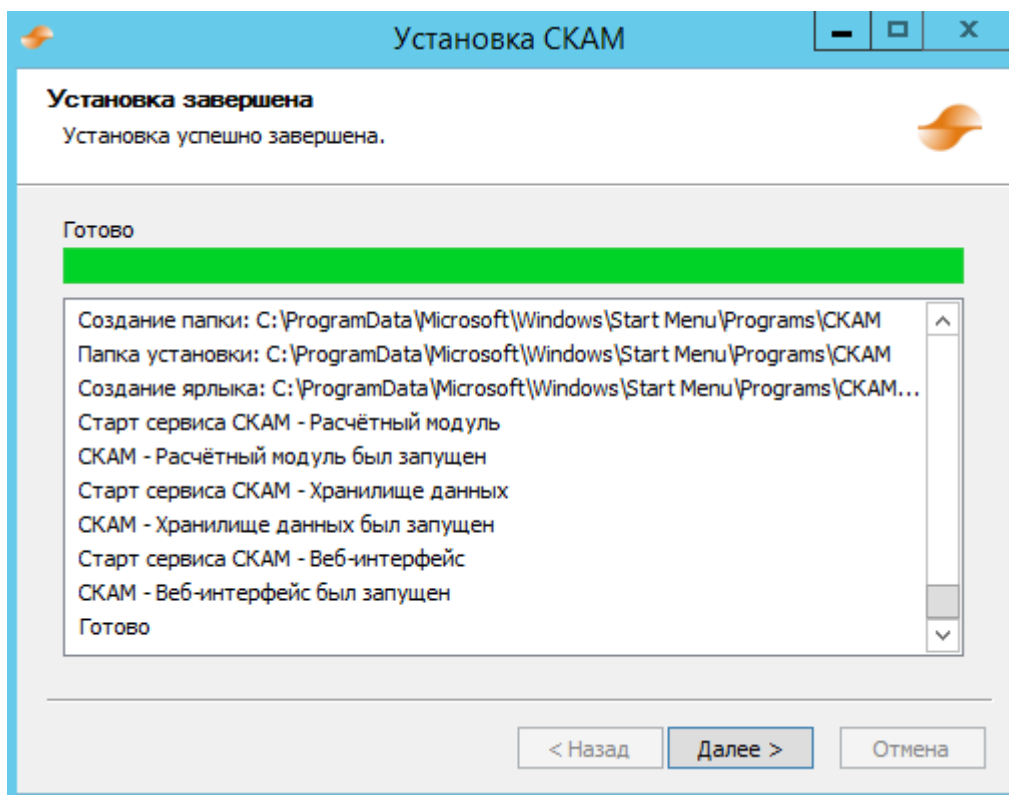 Установка СКАМ
Установка завершена
Установка успешно завершена.
Готово
Создание папки: C:\ProgramData\Microsoft\Windows\Start Menu\Programs\СКАМ
Папка установки: C:\ProgramData\Microsoft\Windows\Start Menu\Programs\СКАМ
Создание ярлыка: C:\ProgramData\Microsoft\Windows\Start Menu\Programs\СКАМ...
Старт сервиса СКАМ - Расчётный модуль
СКАМ - Расчётный модуль был запущен
Старт сервиса СКАМ - Хранилище данных
СКАМ - Хранилище данных был запущен
Старт сервиса СКАМ - Веб-интерфейс
СКАМ - Веб-интерфейс был запущен
Готово
< Назад Далее > Отмена